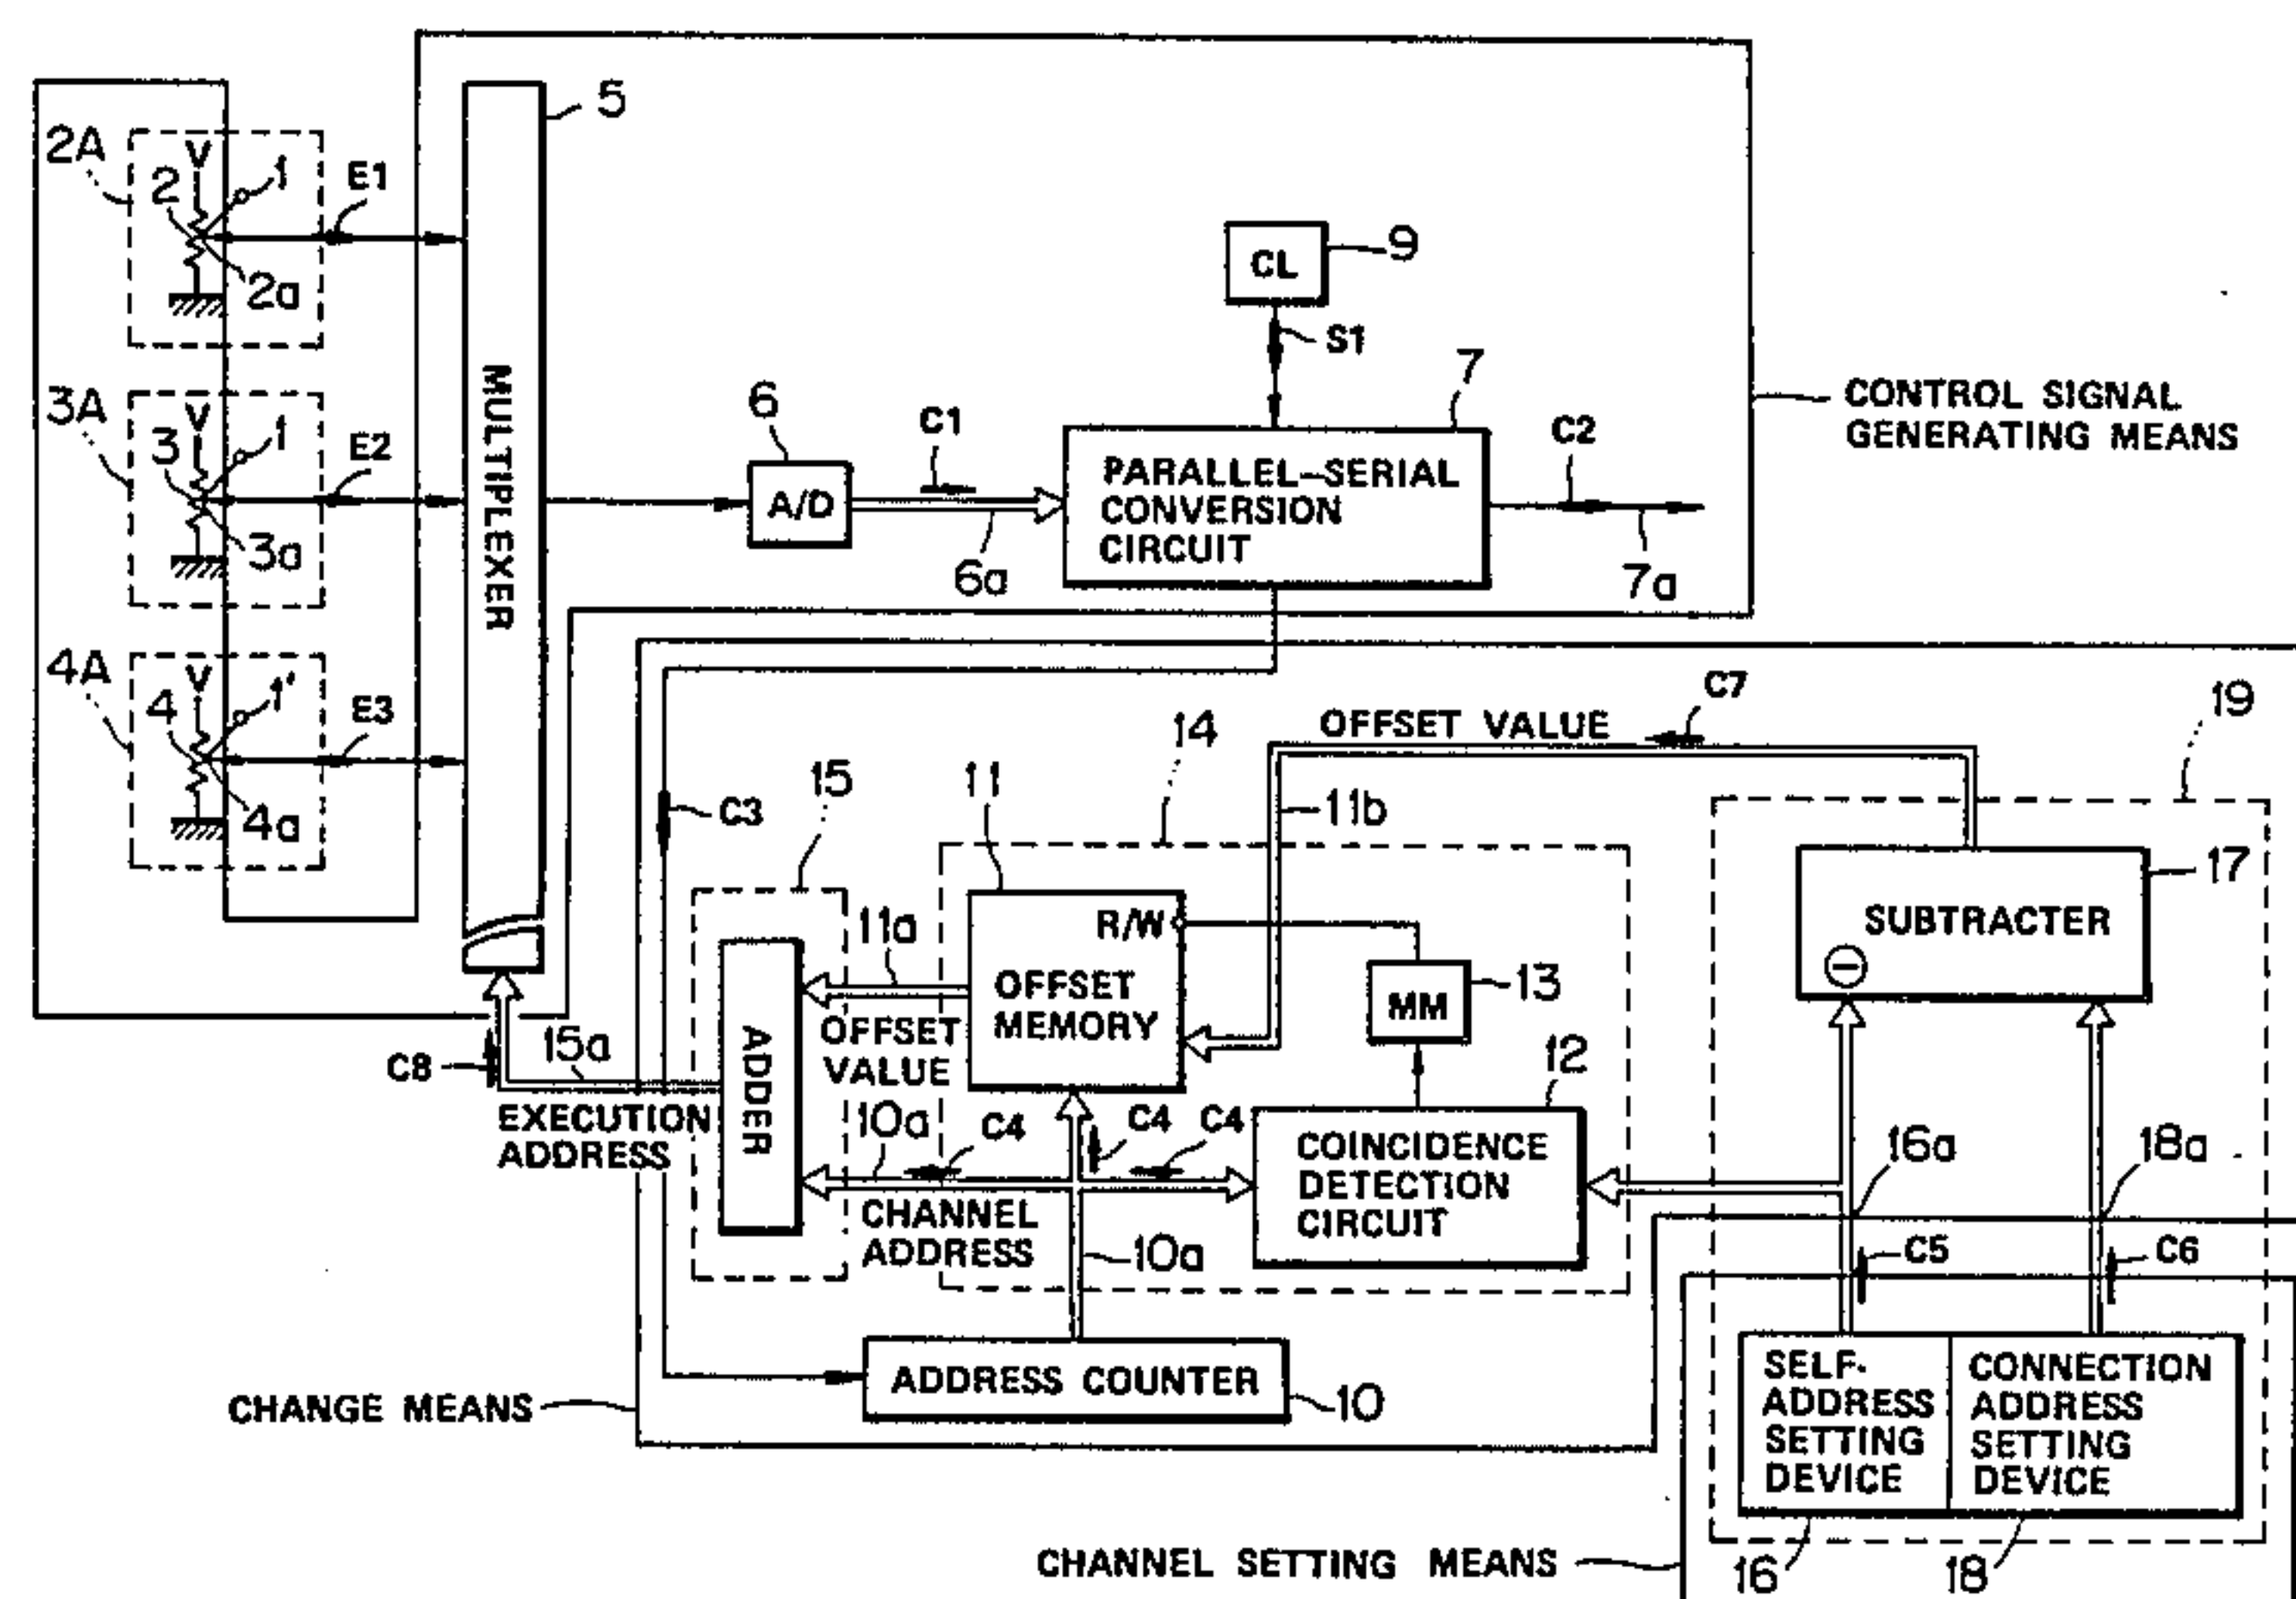 2A
V
2
1
2a
E1
3A
V
3
1
3a
E2
4A
V
4
1'
4a
E3
5
MULTIPLEXER
6
A/D
C1
6a
CL
9
S1
7
PARALLEL-SERIAL
CONVERSION
CIRCUIT
C2
7a
CONTROL SIGNAL
GENERATING MEANS
C3
C8
15a
EXECUTION
ADDRESS
15
ADDER
11a
OFFSET
VALUE
10a
C4
CHANNEL
ADDRESS
14
11
R/W
OFFSET
MEMORY
C4
C4
10a
OFFSET VALUE
C7
11b
MM
13
12
COINCIDENCE
DETECTION
CIRCUIT
ADDRESS COUNTER
10
CHANGE MEANS
19
SUBTRACTER
17
−
16a
18a
C5
C6
SELF-
ADDRESS
SETTING
DEVICE
CONNECTION
ADDRESS
SETTING
DEVICE
16
18
CHANNEL SETTING MEANS